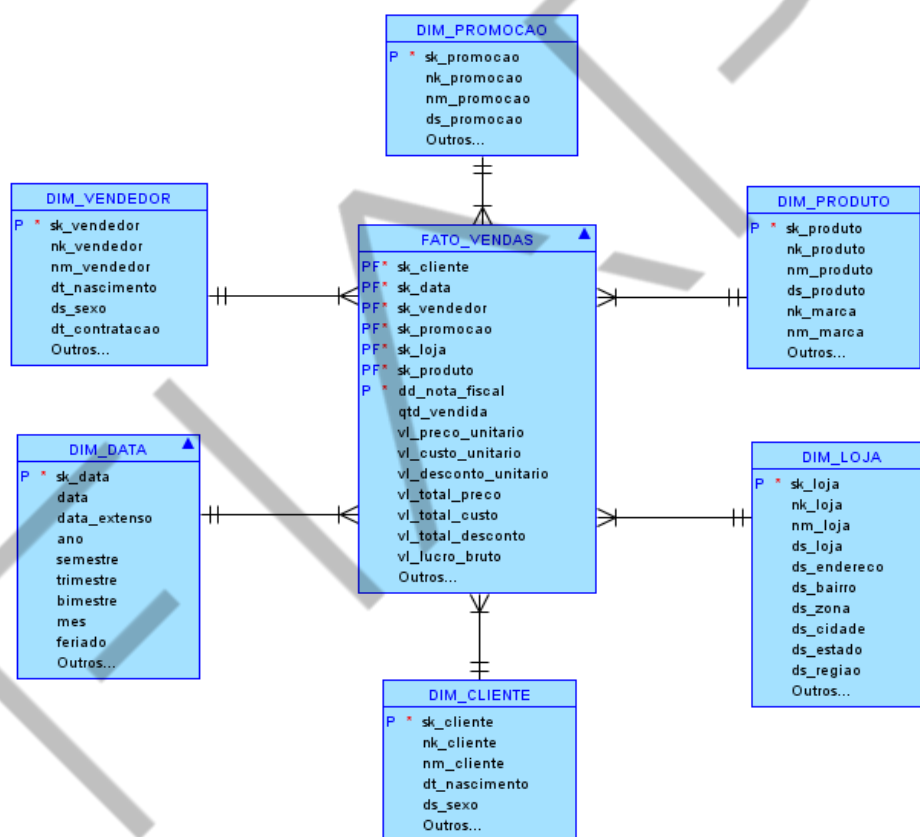 DIM_PROMOCAO
P * sk_promocao
nk_promocao
nm_promocao
ds_promocao
Outros...
DIM_VENDEDOR
P * sk_vendedor
nk_vendedor
nm_vendedor
dt_nascimento
ds_sexo
dt_contratacao
Outros...
FATO_VENDAS
PF* sk_cliente
PF* sk_data
PF* sk_vendedor
PF* sk_promocao
PF* sk_loja
PF* sk_produto
P * dd_nota_fiscal
qtd_vendida
vl_preco_unitario
vl_custo_unitario
vl_desconto_unitario
vl_total_preco
vl_total_custo
vl_total_desconto
vl_lucro_bruto
Outros...
DIM_PRODUTO
P * sk_produto
nk_produto
nm_produto
ds_produto
nk_marca
nm_marca
Outros...
DIM_DATA
P * sk_data
data
data_extenso
ano
semestre
trimestre
bimestre
mes
feriado
Outros...
DIM_LOJA
P * sk_loja
nk_loja
nm_loja
ds_loja
ds_endereco
ds_bairro
ds_zona
ds_cidade
ds_estado
ds_regiao
Outros...
DIM_CLIENTE
P * sk_cliente
nk_cliente
nm_cliente
dt_nascimento
ds_sexo
Outros...